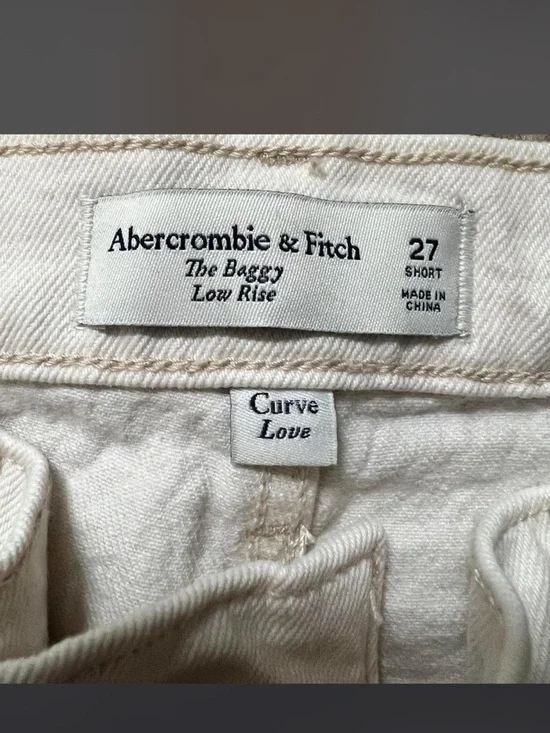 Abercrombie & Fitch
The Baggy
Low Rise
27
SHORT
MADE IN
CHINA
Curve
Love